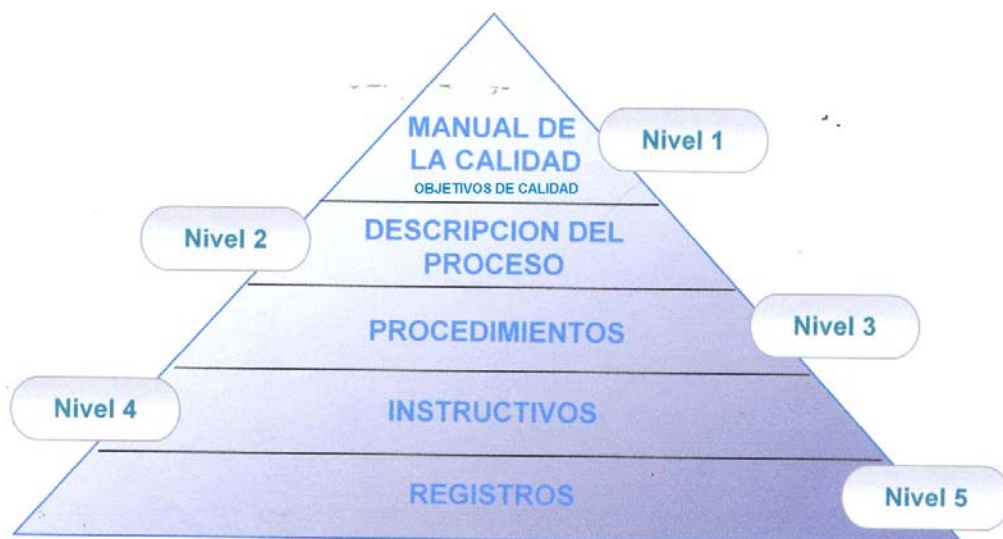 MANUAL DE
LA CALIDAD
OBJETIVOS DE CALIDAD
Nivel 1
Nivel 2
DESCRIPCION DEL
PROCESO
PROCEDIMIENTOS
Nivel 3
Nivel 4
INSTRUCTIVOS
REGISTROS
Nivel 5